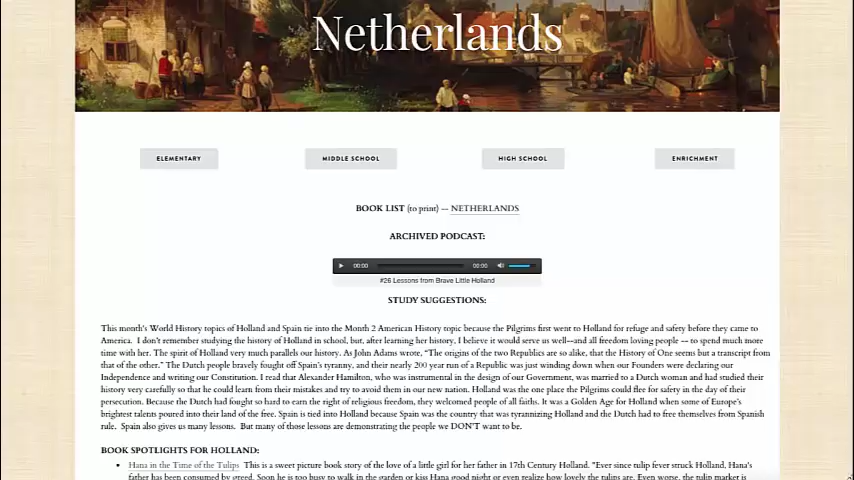 Netherlands
ELEMENTARY
MIDDLE SCHOOL
HIGH SCHOOL
ENRICHMENT
BOOK LIST (to print) -- NETHERLANDS
ARCHIVED PODCAST:
00:00 00:00
#26 Lessons from Brave Little Holland
STUDY SUGGESTIONS:
This month's World History topics of Holland and Spain tie into the Month 2 American History topic because the Pilgrims first went to Holland for refuge and safety before they came to
America. I don't remember studying the history of Holland in school, but, after learning her history, I believe it would serve us well--and all freedom loving people -- to spend much more
time with her. The spirit of Holland very much parallels our history. As John Adams wrote, "The origins of the two Republics are so alike, that the History of One seems but a transcript from
that of the other." The Dutch people bravely fought off Spain's tyranny, and their nearly 200 year run of a Republic was just winding down when our Founders were declaring our
Independence and writing our Constitution. I read that Alexander Hamilton, who was instrumental in the design of our Government, was married to a Dutch woman and had studied their
history very carefully so that he could learn from their mistakes and try to avoid them in our new nation. Holland was the one place the Pilgrims could flee for safety in the day of their
persecution. Because the Dutch had fought so hard to earn the right of religious freedom, they welcomed people of all faiths. It was a Golden Age for Holland when some of Europe's
brightest talents poured into their land of the free. Spain is tied into Holland because Spain was the country that was tyrannizing Holland and the Dutch had to free themselves from Spanish
rule. Spain also gives us many lessons. But many of those lessons are demonstrating the people we DON'T want to be.
BOOK SPOTLIGHTS FOR HOLLAND:
Hana in the Time of the Tulips This is a sweet picture book story of the love of a little girl for her father in 17th Century Holland. "Ever since tulip fever struck Holland, Hana's
father has been consumed by greed. Soon he is too busy to walk in the garden or kiss Hana good night or even realize how lovely the tulips are. Even worse, the tulip market is